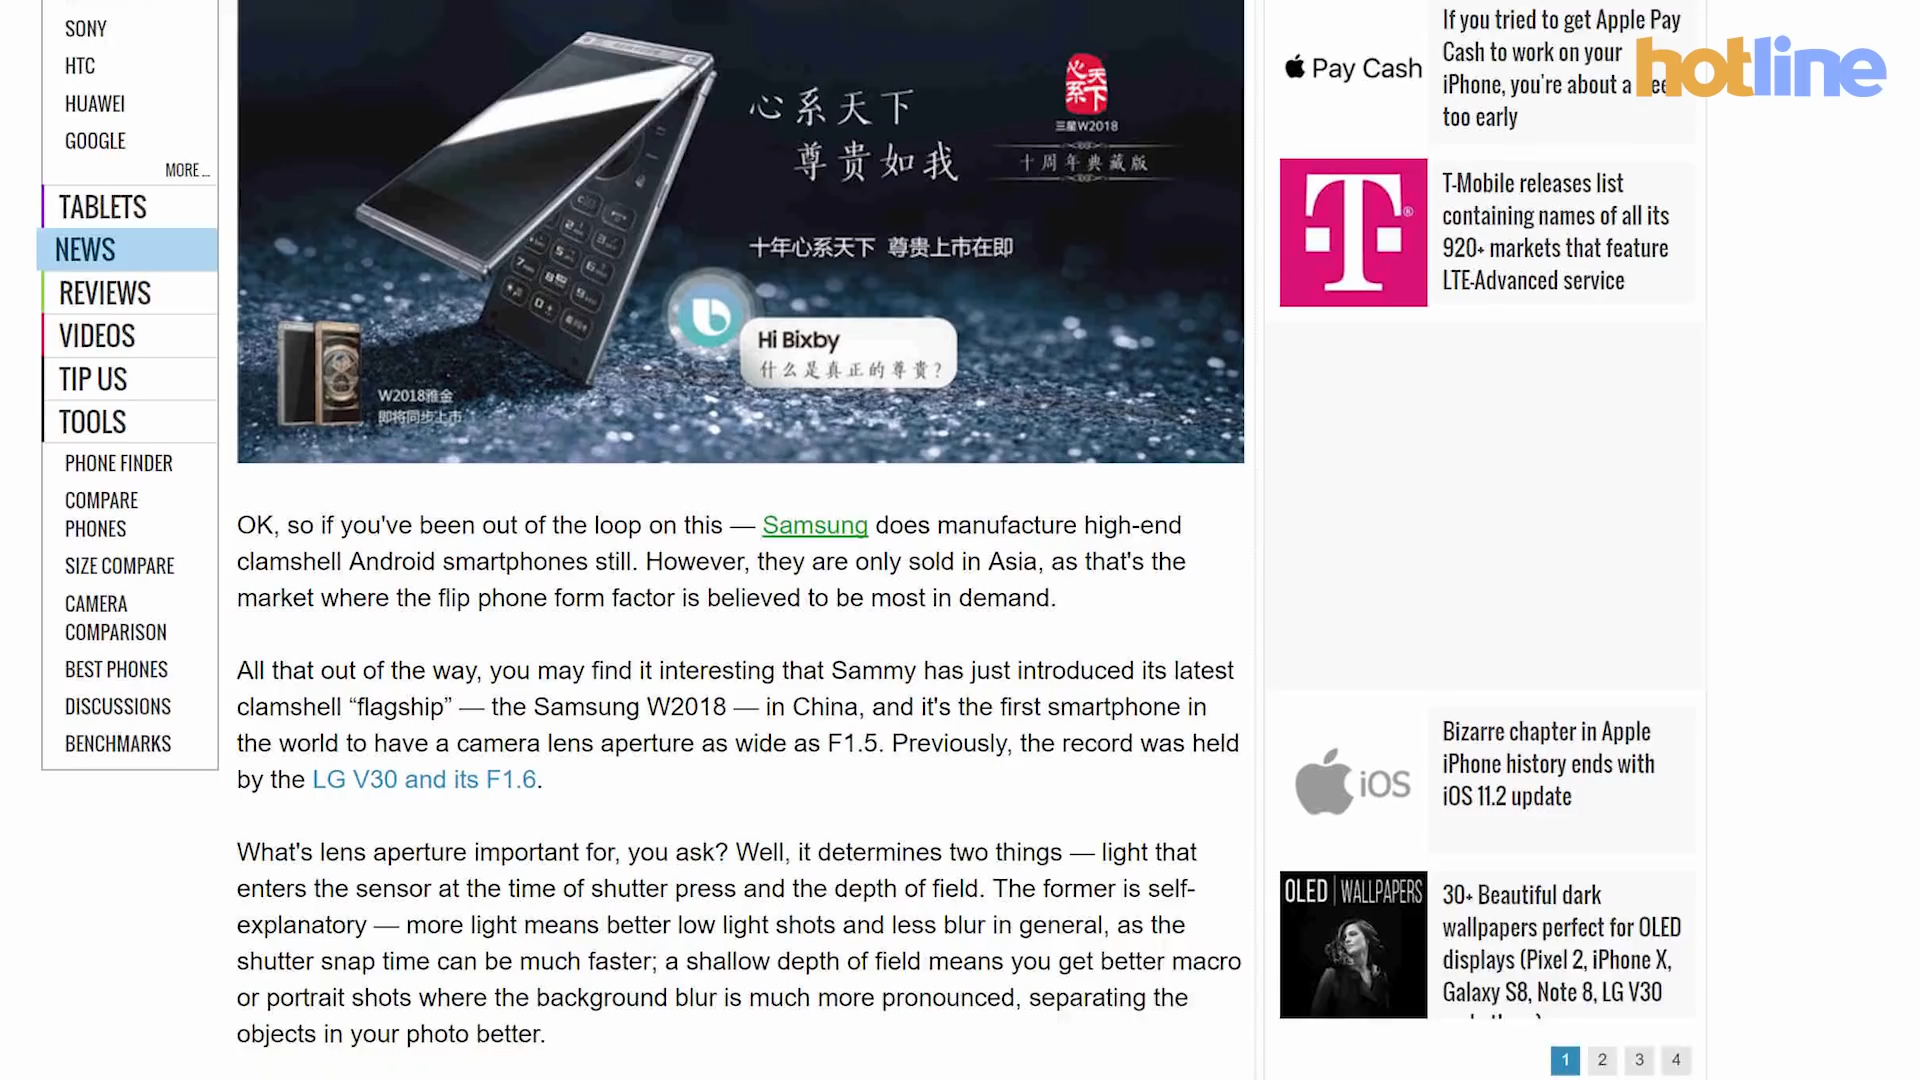 SONY
HTC
HUAWEI
GOOGLE
MORE ...
TABLETS
NEWS
REVIEWS
VIDEOS
TIP US
TOOLS
PHONE FINDER
COMPARE
PHONES
SIZE COMPARE
CAMERA
COMPARISON
BEST PHONES
DISCUSSIONS
BENCHMARKS
心系天下
尊贵如我
心系天下
三星W2018
十周年典藏版
十年心系天下 尊贵上市在即
Hi Bixby
什么是真正的尊贵?
W2018雅金
即将同步上市
OK, so if you've been out of the loop on this — Samsung does manufacture high-end
clamshell Android smartphones still. However, they are only sold in Asia, as that's the
market where the flip phone form factor is believed to be most in demand.
All that out of the way, you may find it interesting that Sammy has just introduced its latest
clamshell “flagship” — the Samsung W2018 — in China, and it's the first smartphone in
the world to have a camera lens aperture as wide as F1.5. Previously, the record was held
by the LG V30 and its F1.6.
What's lens aperture important for, you ask? Well, it determines two things — light that
enters the sensor at the time of shutter press and the depth of field. The former is self-
explanatory — more light means better low light shots and less blur in general, as the
shutter snap time can be much faster; a shallow depth of field means you get better macro
or portrait shots where the background blur is much more pronounced, separating the
objects in your photo better.
Pay Cash
If you tried to get Apple Pay
Cash to work on your
iPhone, you're about a
too early
hotline
T
T-Mobile releases list
containing names of all its
920+ markets that feature
LTE-Advanced service
iOS
Bizarre chapter in Apple
iPhone history ends with
iOS 11.2 update
OLED | WALLPAPERS
30+ Beautiful dark
wallpapers perfect for OLED
displays (Pixel 2, iPhone X,
Galaxy S8, Note 8, LG V30
1 2 3 4